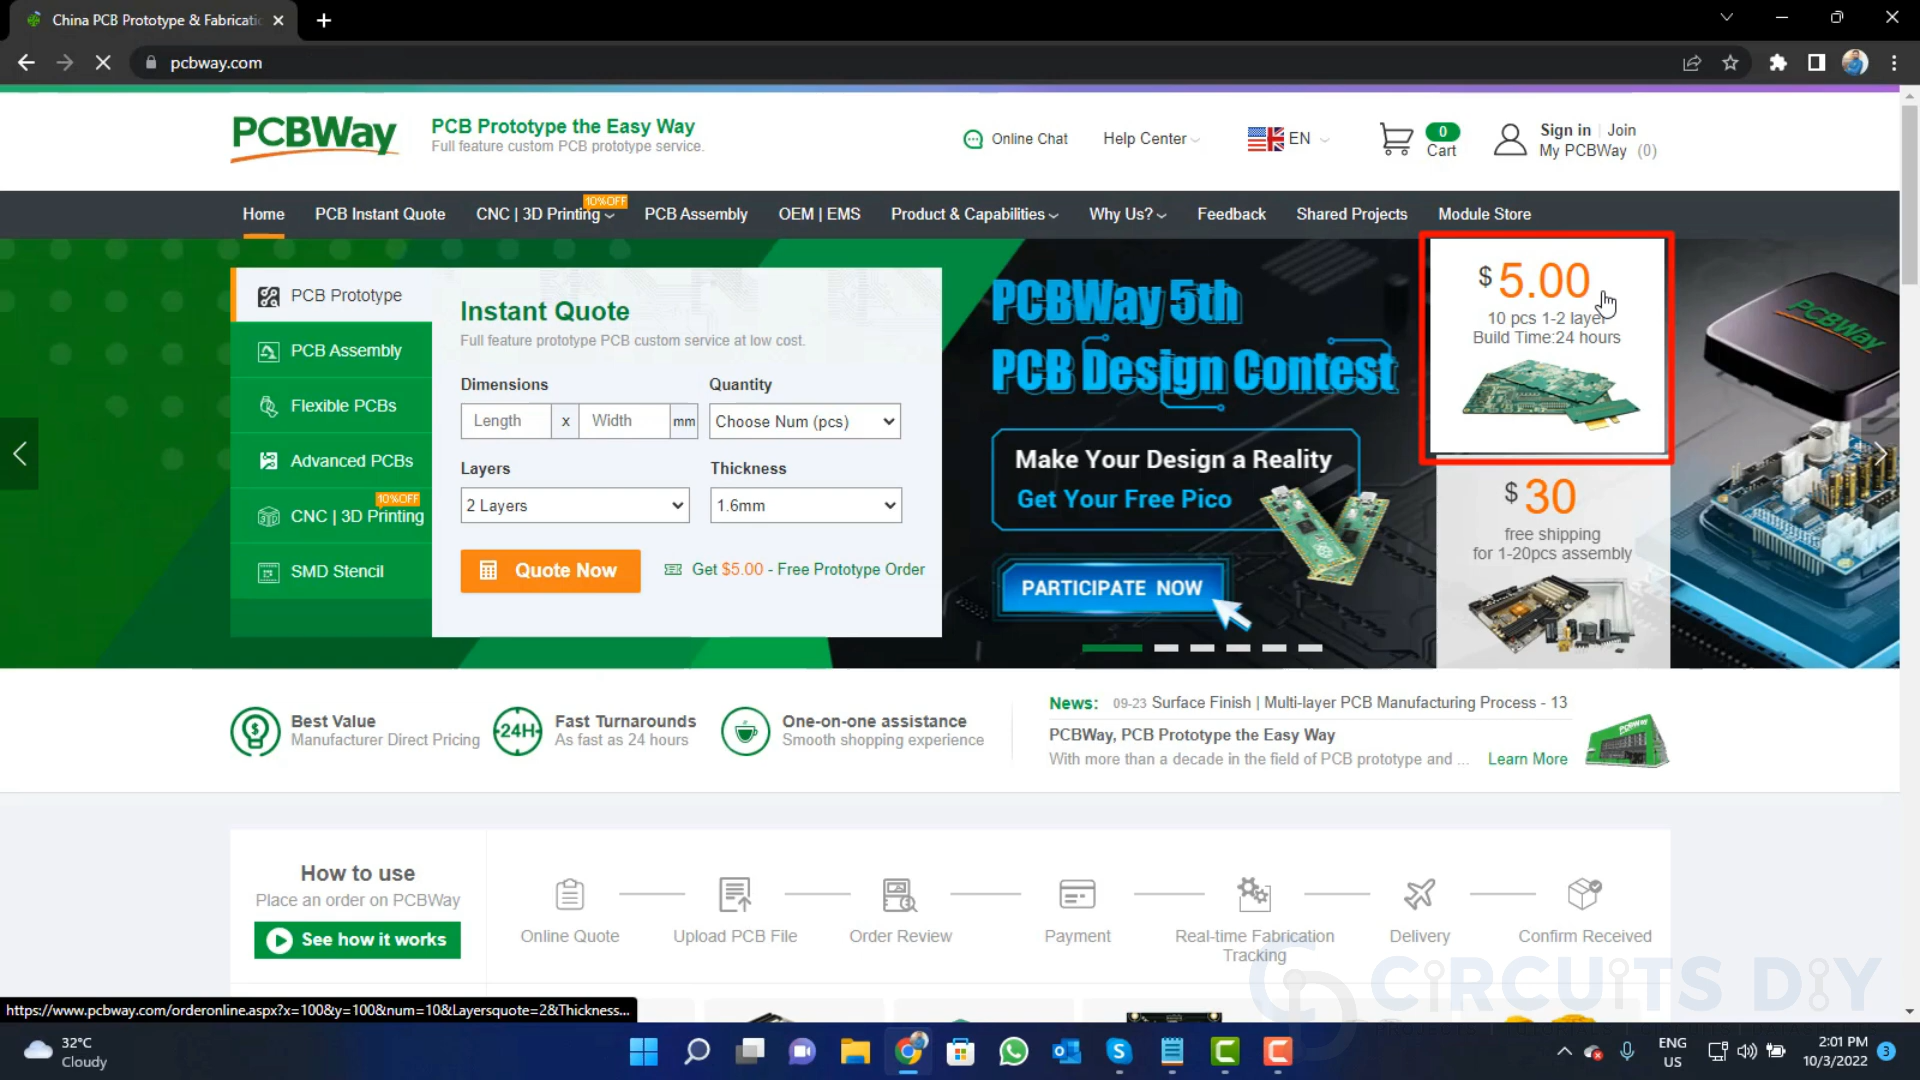 China PCB Prototype & Fabricatio
pcbway.com
PCBWay
PCB Prototype the Easy Way
Full feature custom PCB prototype service.
Online Chat
Help Center
EN
0
Cart
Sign in | Join
My PCBWay (0)
Home
PCB Instant Quote
CNC | 3D Printing
10%OFF
PCB Assembly
OEM | EMS
Product & Capabilities
Why Us?
Feedback
Shared Projects
Module Store
PCB Prototype
PCB Assembly
Flexible PCBs
Advanced PCBs
10%OFF
CNC | 3D Printing
SMD Stencil
Instant Quote
Full feature prototype PCB custom service at low cost.
Dimensions
Quantity
Length x Width mm
Choose Num (pcs)
Layers
Thickness
2 Layers
1.6mm
Quote Now
Get $5.00 - Free Prototype Order
PCBWay 5th
PCB Design Contest
Make Your Design a Reality
Get Your Free Pico
PARTICIPATE NOW
$ 5.00
10 pcs 1-2 layer
Build Time:24 hours
$ 30
free shipping
for 1-20pcs assembly
PCBWay
Best Value
Manufacturer Direct Pricing
24H
Fast Turnarounds
As fast as 24 hours
One-on-one assistance
Smooth shopping experience
News: 09-23 Surface Finish | Multi-layer PCB Manufacturing Process - 13
PCBWay, PCB Prototype the Easy Way
With more than a decade in the field of PCB prototype and ... Learn More
PCBWay
How to use
Place an order on PCBWay
See how it works
Online Quote
Upload PCB File
Order Review
Payment
Real-time Fabrication
Tracking
Delivery
Confirm Received
CiRCUiTS DiY
https://www.pcbway.com/orderonline.aspx?x=100&y=100&num=10&Layersquote=2&Thickness...
32°C
Cloudy
ENG
US
2:01 PM
10/3/2022
3